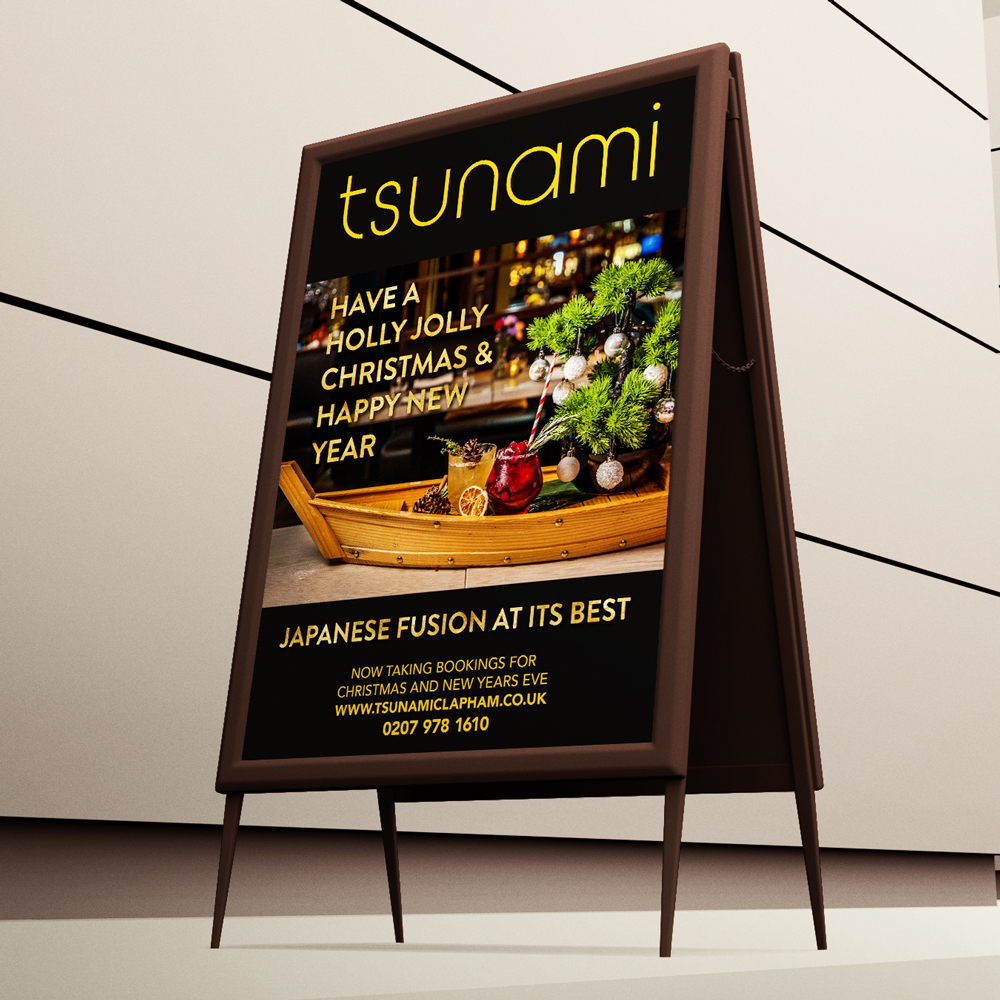 tsunami
HAVE A
HOLLY JOLLY
CHRISTMAS &
HAPPY NEW
YEAR
JAPANESE FUSION AT ITS BEST
NOW TAKING BOOKINGS FOR
CHRISTMAS AND NEW YEARS EVE
WWW.TSUNAMICLAPHAM.CO.UK
0207 978 1610